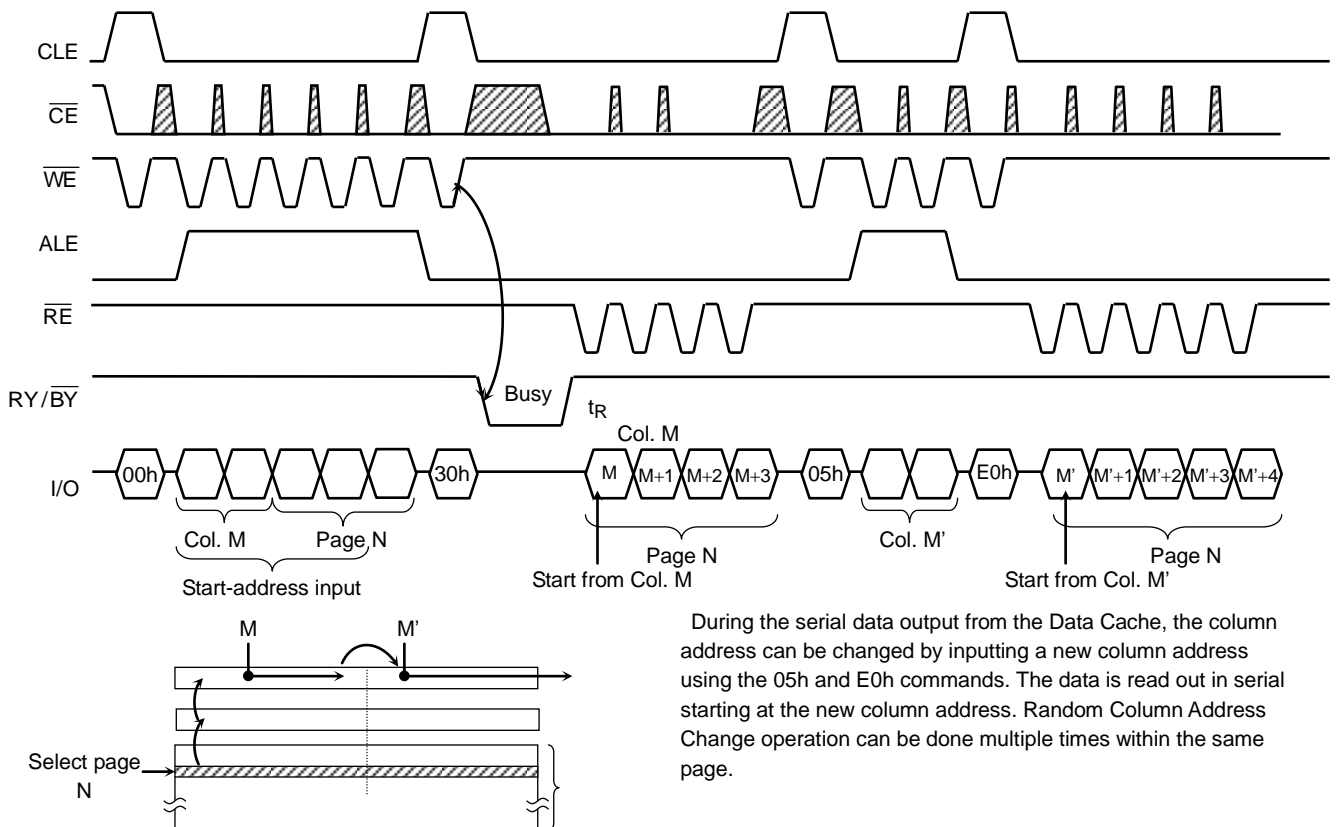 CLE
CE
WE
ALE
RE
RY/BY
Busy
tR
Col. M
I/O
00h
30h
M
M+1
M+2
M+3
05h
E0h
M'
M'+1
M'+2
M'+3
M'+4
Col. M
Page N
Start-address input
Page N
Start from Col. M
Col. M'
Page N
Start from Col. M'
M
M'
Select page
N
During the serial data output from the Data Cache, the column
address can be changed by inputting a new column address
using the 05h and E0h commands. The data is read out in serial
starting at the new column address. Random Column Address
Change operation can be done multiple times within the same
page.